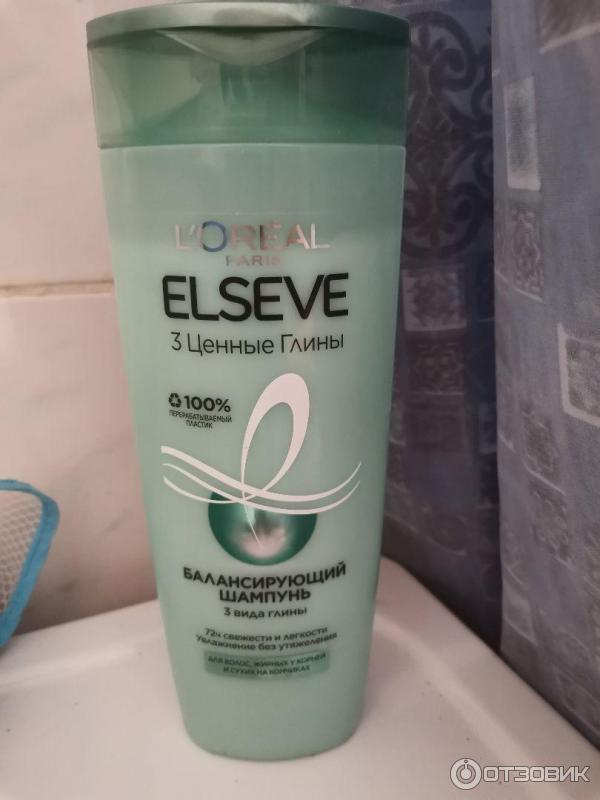 L'ORÉAL
PARIS
ELSEVE
3 Ценные Глины
100%
ПЕРЕРАБАТЫВАЕМЫЙ
ПЛАСТИК
БАЛАНСИРУЮЩИЙ
ШАМПУНЬ
3 вида глины
72ч свежести и легкости
Увлажнение без утяжеления
ДЛЯ ВОЛОС, ЖИРНЫХ У КОРНЕЙ
И СУХИХ НА КОНЧИКАХ
ОТЗОВИК